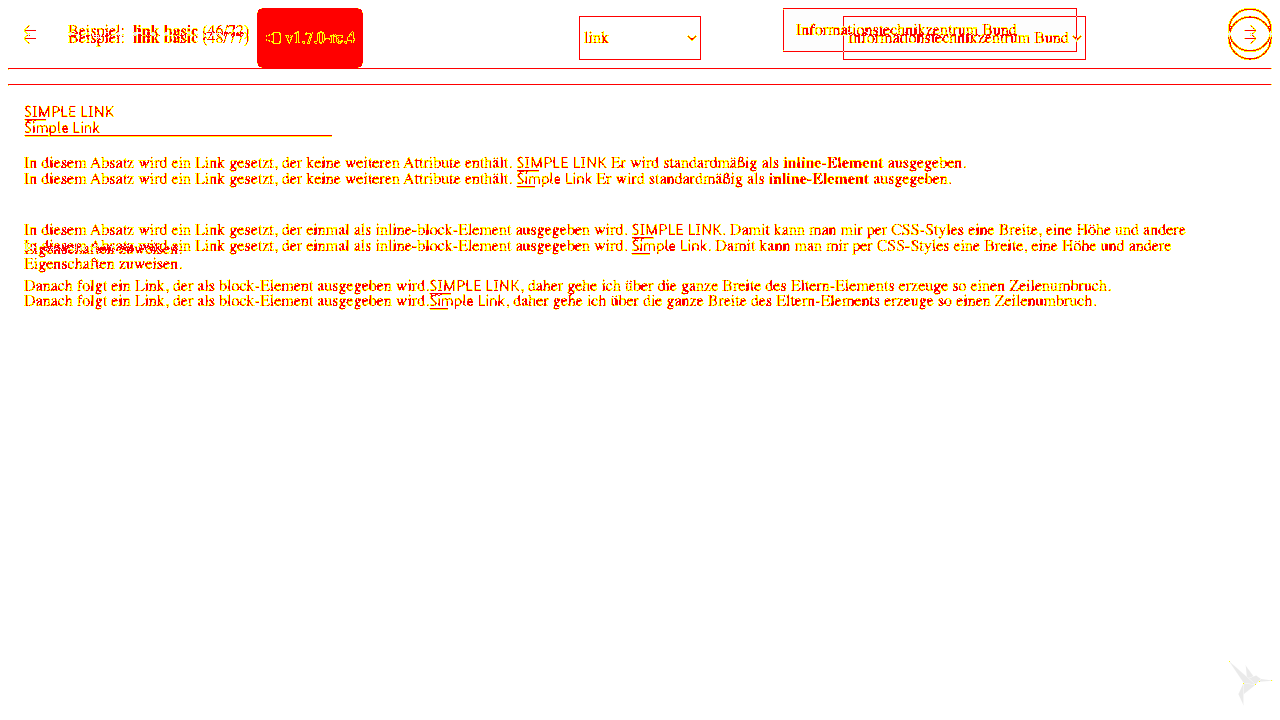 Beispiel: link basic
v1.7.0-rc.4
link
Informationstechnikzentrum Bund
Informationstechnikzentrum Bund
SIMPLE LINK
Simple Link
In diesem Absatz wird ein Link gesetzt, der keine weiteren Attribute enthält. SIMPLE LINK Er wird standardmäßig als inline-Element ausgegeben.
In diesem Absatz wird ein Link gesetzt, der keine weiteren Attribute enthält. Simple Link Er wird standardmäßig als inline-Element ausgegeben.
In diesem Absatz wird ein Link gesetzt, der einmal als inline-block-Element ausgegeben wird. SIMPLE LINK. Damit kann man mir per CSS-Styles eine Breite, eine Höhe und andere
Eigenschaften zuweisen.
In diesem Absatz wird ein Link gesetzt, der einmal als inline-block-Element ausgegeben wird. Simple Link. Damit kann man mir per CSS-Styles eine Breite, eine Höhe und andere
Eigenschaften zuweisen.
Danach folgt ein Link, der als block-Element ausgegeben wird.SIMPLE LINK, daher gehe ich über die ganze Breite des Eltern-Elements erzeuge so einen Zeilenumbruch.
Danach folgt ein Link, der als block-Element ausgegeben wird.Simple Link, daher gehe ich über die ganze Breite des Eltern-Elements erzeuge so einen Zeilenumbruch.